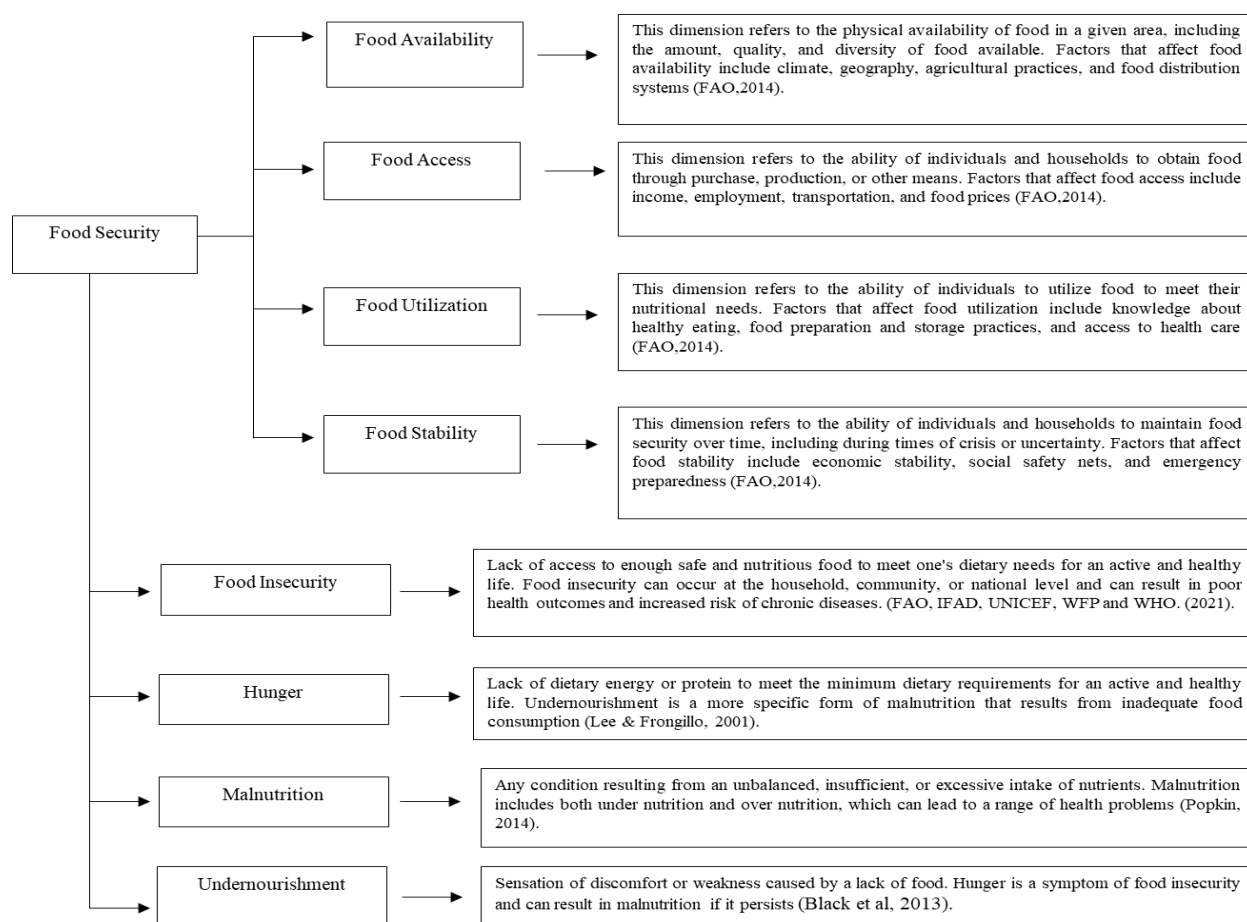 Food Availability
This dimension refers to the physical availability of food in a given area, including
the amount, quality, and diversity of food available. Factors that affect food
availability include climate, geography, agricultural practices, and food distribution
systems (FAO,2014).
Food Access
This dimension refers to the ability of individuals and households to obtain food
through purchase, production, or other means. Factors that affect food access include
income, employment, transportation, and food prices (FAO,2014).
Food Security
Food Utilization
This dimension refers to the ability of individuals to utilize food to meet their
nutritional needs. Factors that affect food utilization include knowledge about
healthy eating, food preparation and storage practices, and access to health care
(FAO,2014).
Food Stability
This dimension refers to the ability of individuals and households to maintain food
security over time, including during times of crisis or uncertainty. Factors that affect
food stability include economic stability, social safety nets, and emergency
preparedness (FAO,2014).
Food Insecurity
Lack of access to enough safe and nutritious food to meet one's dietary needs for an active and healthy
life. Food insecurity can occur at the household, community, or national level and can result in poor
health outcomes and increased risk of chronic diseases. (FAO, IFAD, UNICEF, WFP and WHO. (2021).
Hunger
Lack of dietary energy or protein to meet the minimum dietary requirements for an active and healthy
life. Undernourishment is a more specific form of malnutrition that results from inadequate food
consumption (Lee & Frongillo, 2001).
Malnutrition
Any condition resulting from an unbalanced, insufficient, or excessive intake of nutrients. Malnutrition
includes both under nutrition and over nutrition, which can lead to a range of health problems (Popkin,
2014).
Undernourishment
Sensation of discomfort or weakness caused by a lack of food. Hunger is a symptom of food insecurity
and can result in malnutrition if it persists (Black et al, 2013).